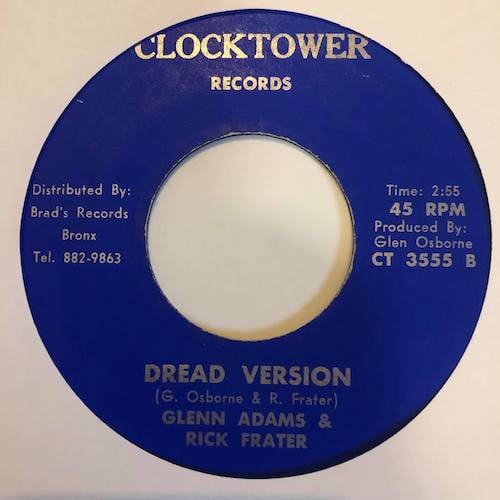 CLOCKTOWER
RECORDS
Distributed By:
Brad's Records
Bronx
Tel. 882-9863
Time: 2:55
45 RPM
Produced By:
Glen Osborne
CT 3555 B
DREAD VERSION
(G. Osborne & R. Frater)
GLENN ADAMS &
RICK FRATER